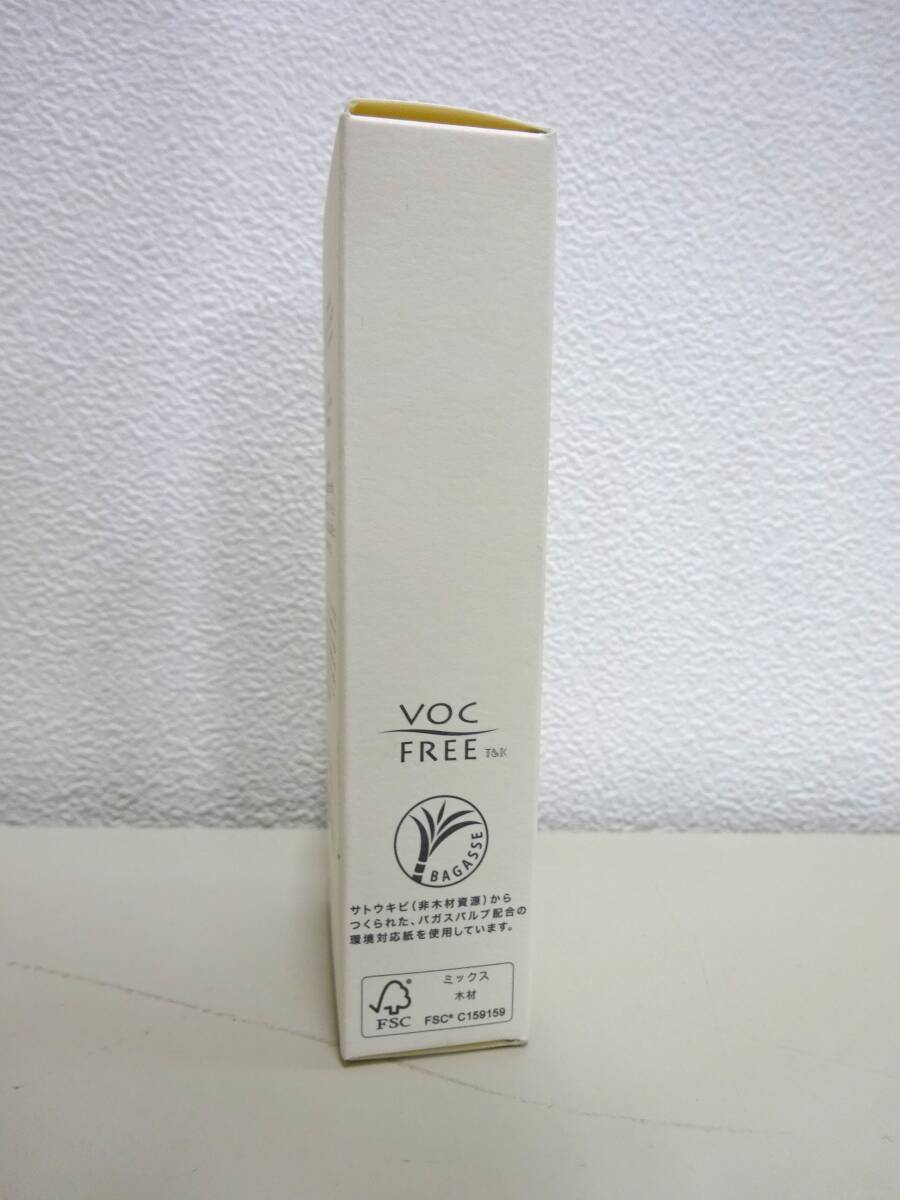 VOC
FREE T&K
BAGASSE
サトウキビ（非木材資源）から
つくられた、バガスパルプ配合の
環境対応紙を使用しています。
ミックス
木材
FSC
FSC® C159159